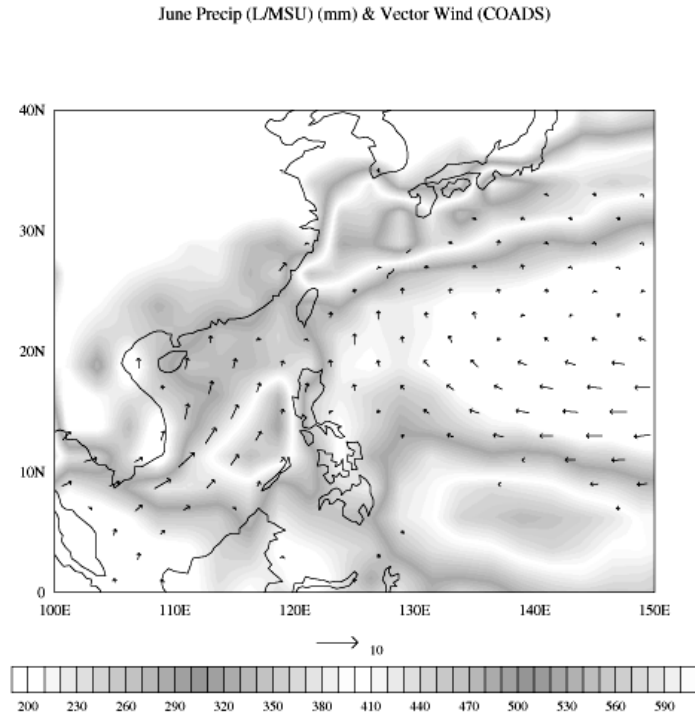 June Precip (L/MSU) (mm) & Vector Wind (COADS)
40N
30N
20N
10N
0
100E 110E 120E 130E 140E 150E
10
200 230 260 290 320 350 380 410 440 470 500 530 560 590